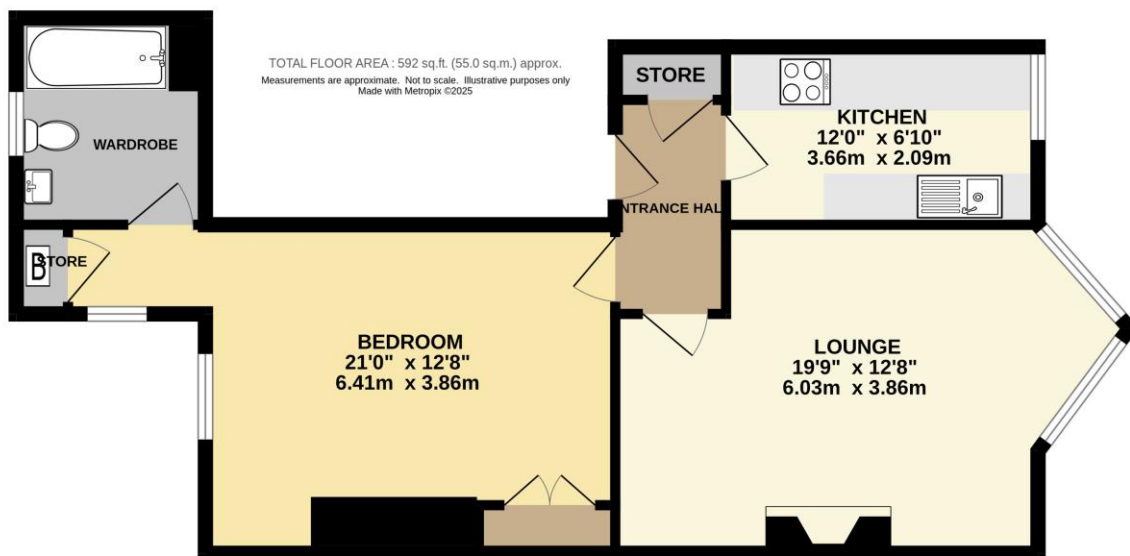 TOTAL FLOOR AREA : 592 sq.ft. (55.0 sq.m.) approx.
Measurements are approximate. Not to scale. Illustrative purposes only
Made with Metropix ©2025
STORE
KITCHEN
12'0" x 6'10"
3.66m x 2.09m
WARDROBE
NTRANCE HAL
B
STORE
BEDROOM
21'0" x 12'8"
6.41m x 3.86m
LOUNGE
19'9" x 12'8"
6.03m x 3.86m